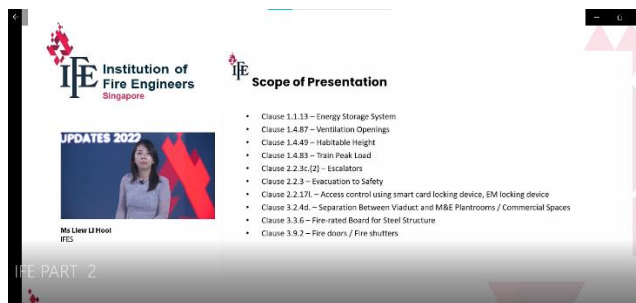 IFE
Institution of
Fire Engineers
Singapore
IFE
Scope of Presentation
• Clause 1.1.13 – Energy Storage System
• Clause 1.4.87 – Ventilation Openings
• Clause 1.4.49 – Habitable Height
• Clause 1.4.83 – Train Peak Load
• Clause 2.2.3c.(2) – Escalators
• Clause 2.2.3 – Evacuation to Safety
• Clause 2.2.17l. – Access control using smart card locking device, EM locking device
• Clause 3.2.4d. – Separation Between Viaduct and M&E Plantrooms / Commercial Spaces
• Clause 3.3.6 – Fire-rated Board for Steel Structure
• Clause 3.9.2 – Fire doors / Fire shutters
UPDATES 2022
Ms Liew Li Hooi
IFES
IFE PART 2